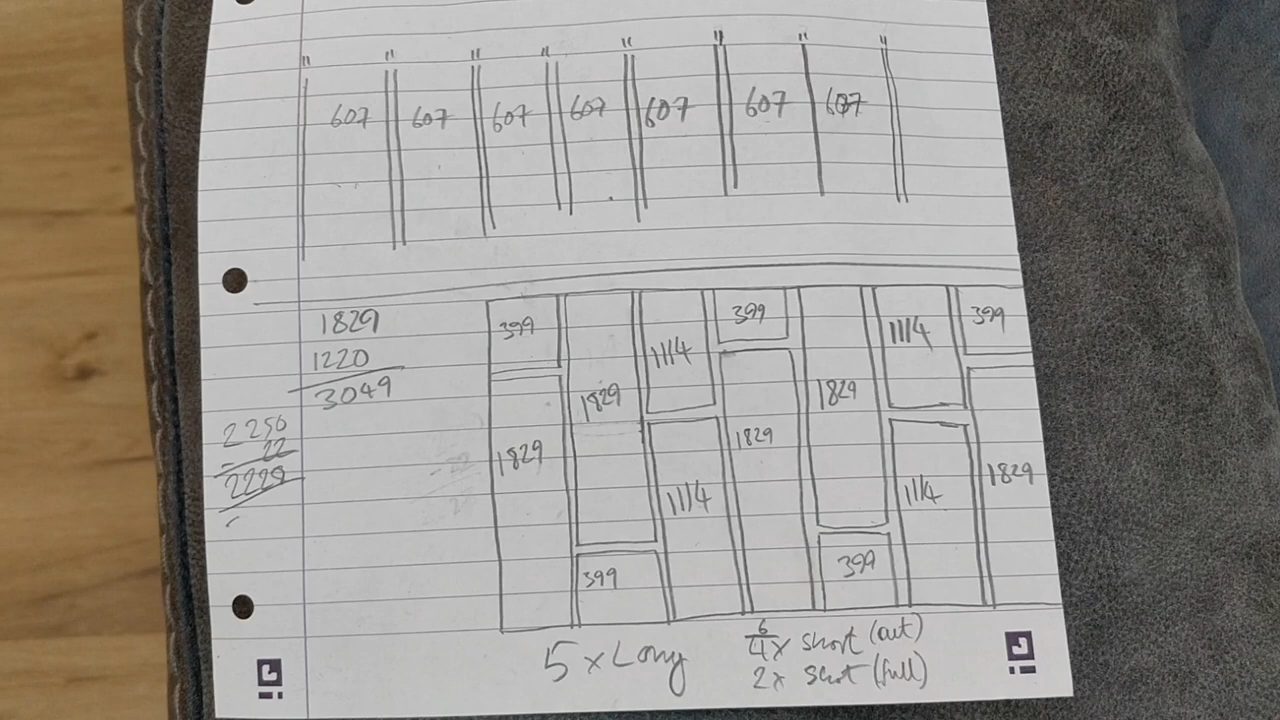 " " " " " " " "
607 607 607 607 607 607 607
1829
1220
3049
2250
- 22
2228
399 1829 1114 399 1829 1114 399
1829 399 1114 1829 399 1114 1829
5 x Long
6
4x short (cut)
2x short (full)